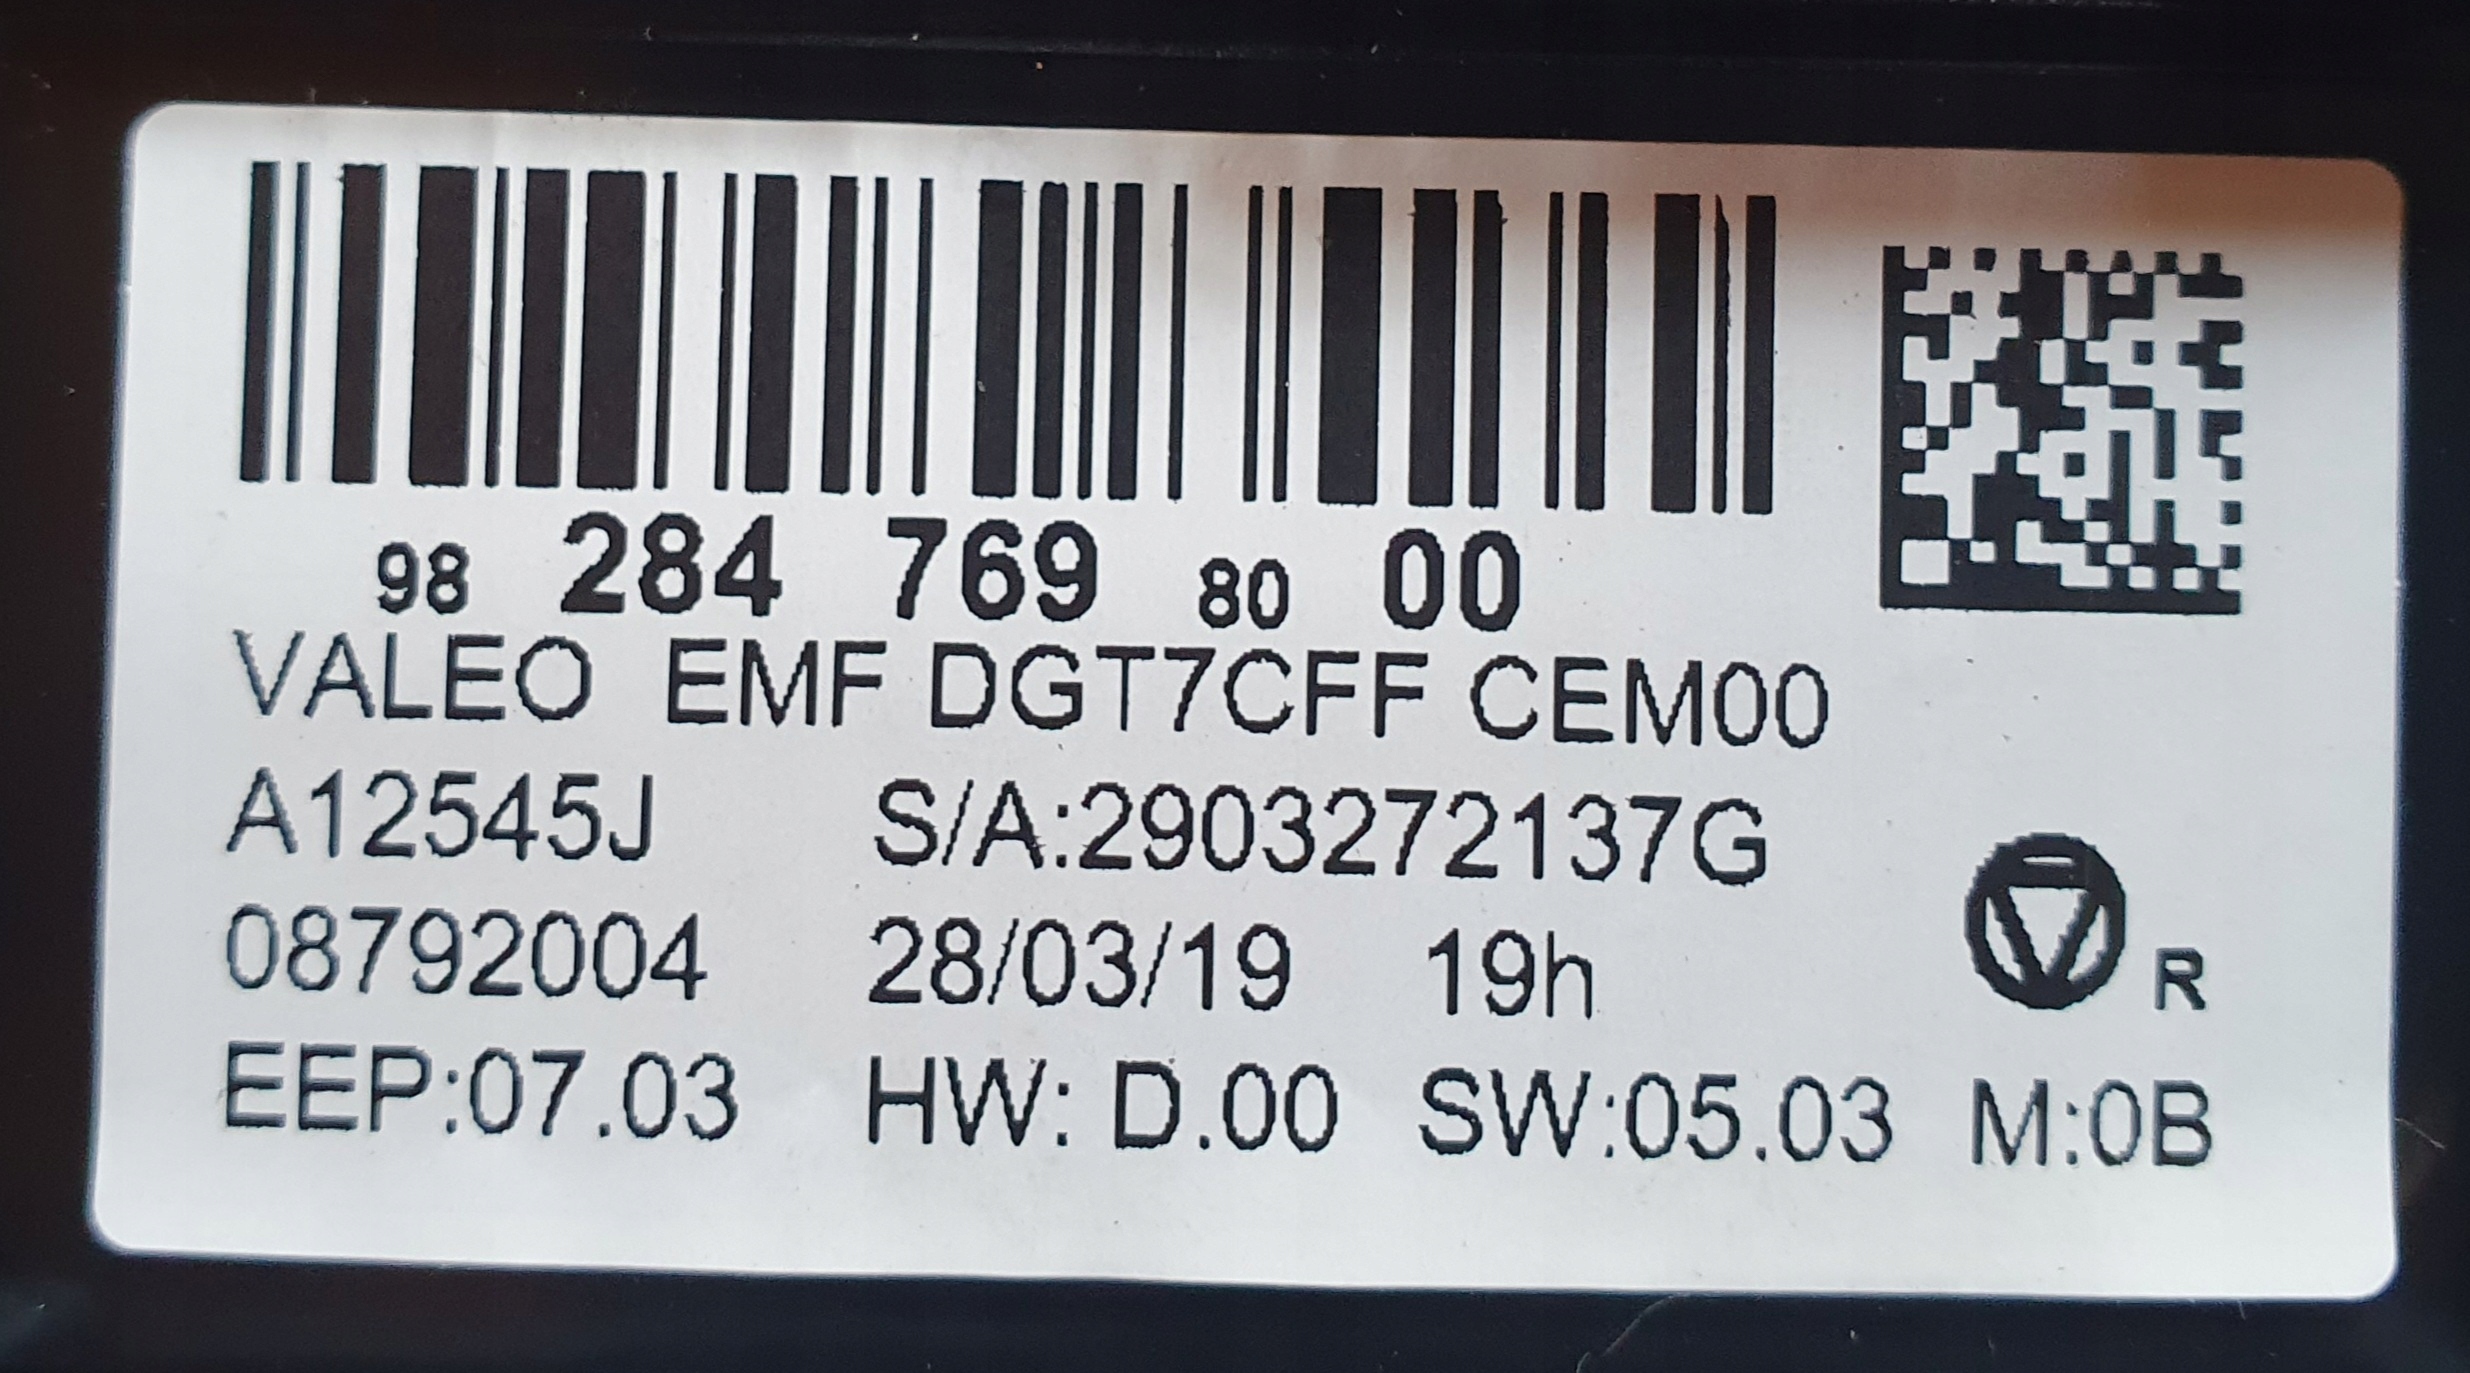 98 284 769 80 00
VALEO EMF DGT7CFF CEM00
A12545J S/A:2903272137G
08792004 28/03/19 19h R
EEP:07.03 HW: D.00 SW:05.03 M:0B